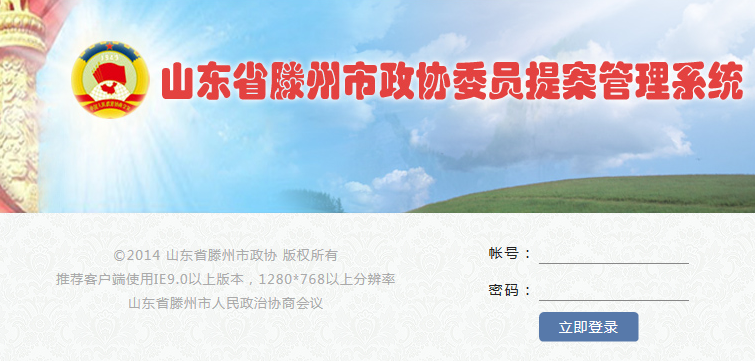 山东省滕州市政协委员提案管理系统
©2014 山东省滕州市政协 版权所有
推荐客户端使用IE9.0以上版本，1280*768以上分辨率
山东省滕州市人民政治协商会议
帐号：
密码：
立即登录